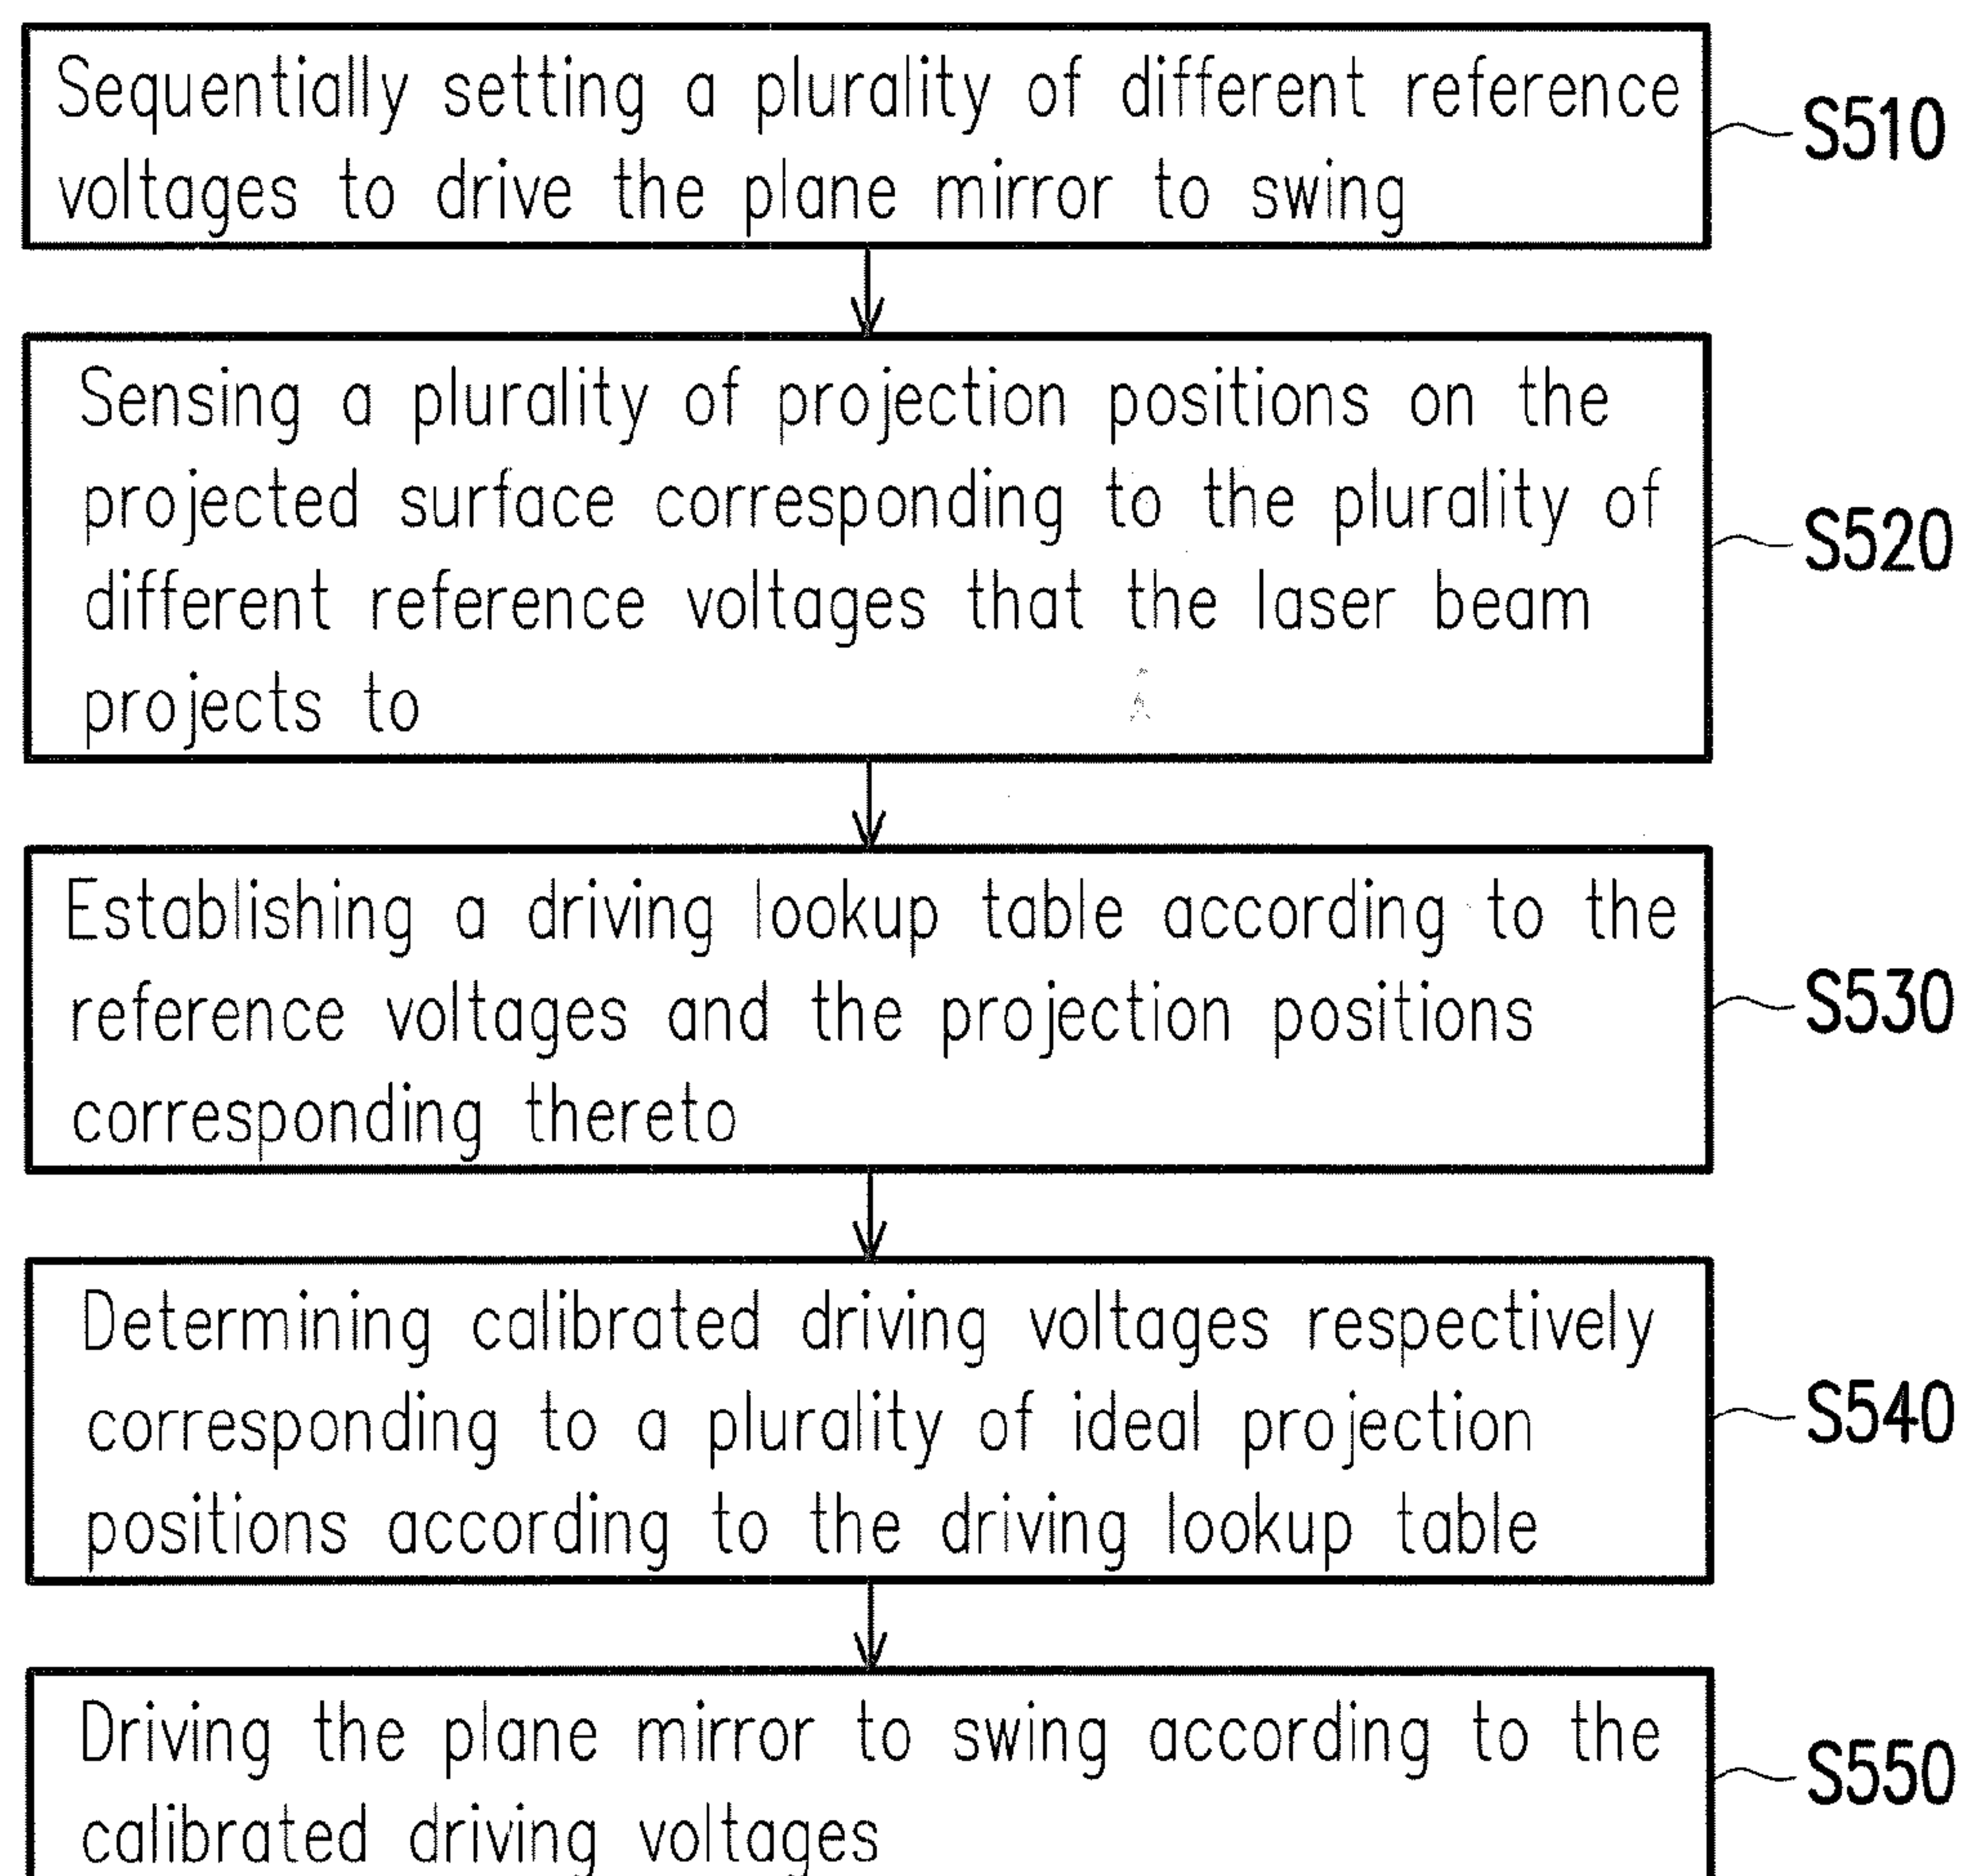 Sequentially setting a plurality of different reference
voltages to drive the plane mirror to swing
S510
Sensing a plurality of projection positions on the
projected surface corresponding to the plurality of
different reference voltages that the laser beam
projects to
S520
Establishing a driving lookup table according to the
reference voltages and the projection positions
corresponding thereto
S530
Determining calibrated driving voltages respectively
corresponding to a plurality of ideal projection
positions according to the driving lookup table
S540
Driving the plane mirror to swing according to the
calibrated driving voltages
S550